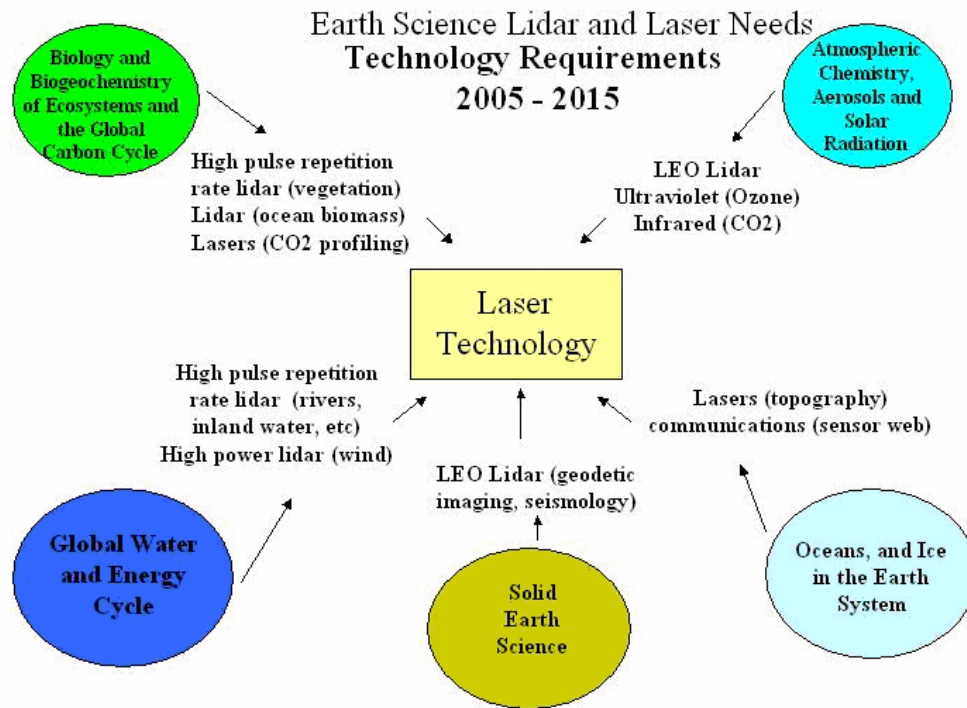 Earth Science Lidar and Laser Needs
Technology Requirements
2005 - 2015
Biology and
Biogeochemistry
of Ecosystems and
the Global
Carbon Cycle
Atmospheric
Chemistry,
Aerosols and
Solar
Radiation
High pulse repetition
rate lidar (vegetation)
Lidar (ocean biomass)
Lasers (CO2 profiling)
LEO Lidar
Ultraviolet (Ozone)
Infrared (CO2)
Laser
Technology
High pulse repetition
rate lidar (rivers,
inland water, etc)
High power lidar (wind)
LEO Lidar (geodetic
imaging, seismology)
Lasers (topography)
communications (sensor web)
Global Water
and Energy
Cycle
Solid
Earth
Science
Oceans, and Ice
in the Earth
System